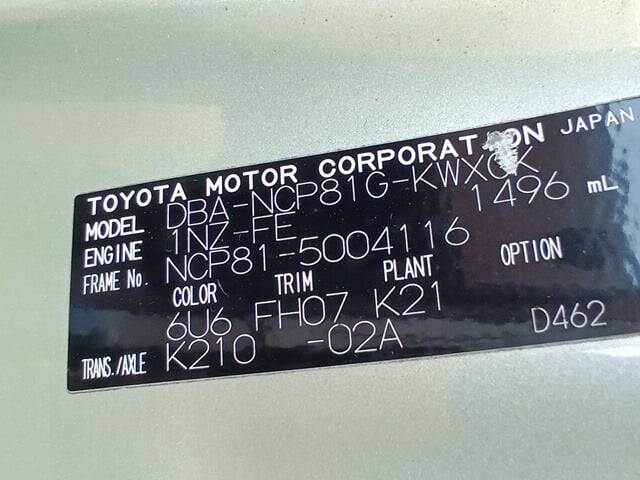 TOYOTA MOTOR CORPORATION JAPAN
MODEL DBA-NCP81G-KWXGK
ENGINE 1NZ-FE 1496 mL
FRAME No. NCP81-5004116
COLOR TRIM PLANT OPTION
6U6 FH07 K21
TRANS./AXLE K210 -02A D462